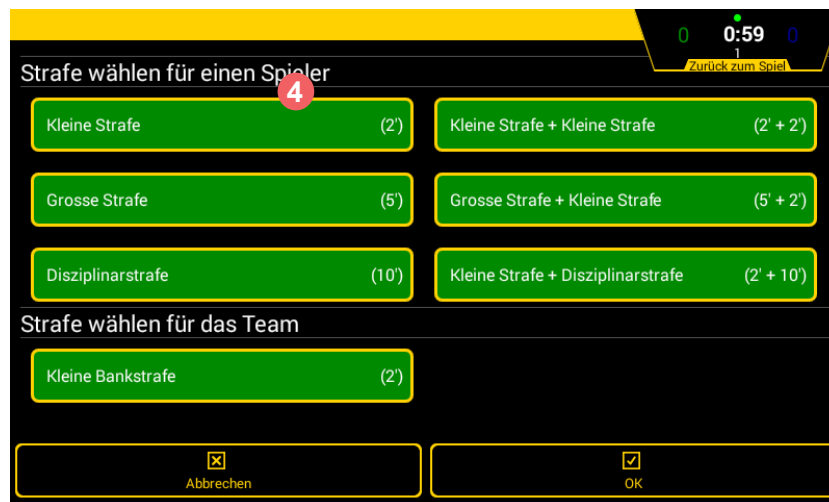 0 0:59 0
1
Zurück zum Spiel
Strafe wählen für einen Spieler
4
Kleine Strafe (2')
Kleine Strafe + Kleine Strafe (2' + 2')
Grosse Strafe (5')
Grosse Strafe + Kleine Strafe (5' + 2')
Disziplinarstrafe (10')
Kleine Strafe + Disziplinarstrafe (2' + 10')
Strafe wählen für das Team
Kleine Bankstrafe (2')
Abbrechen
OK